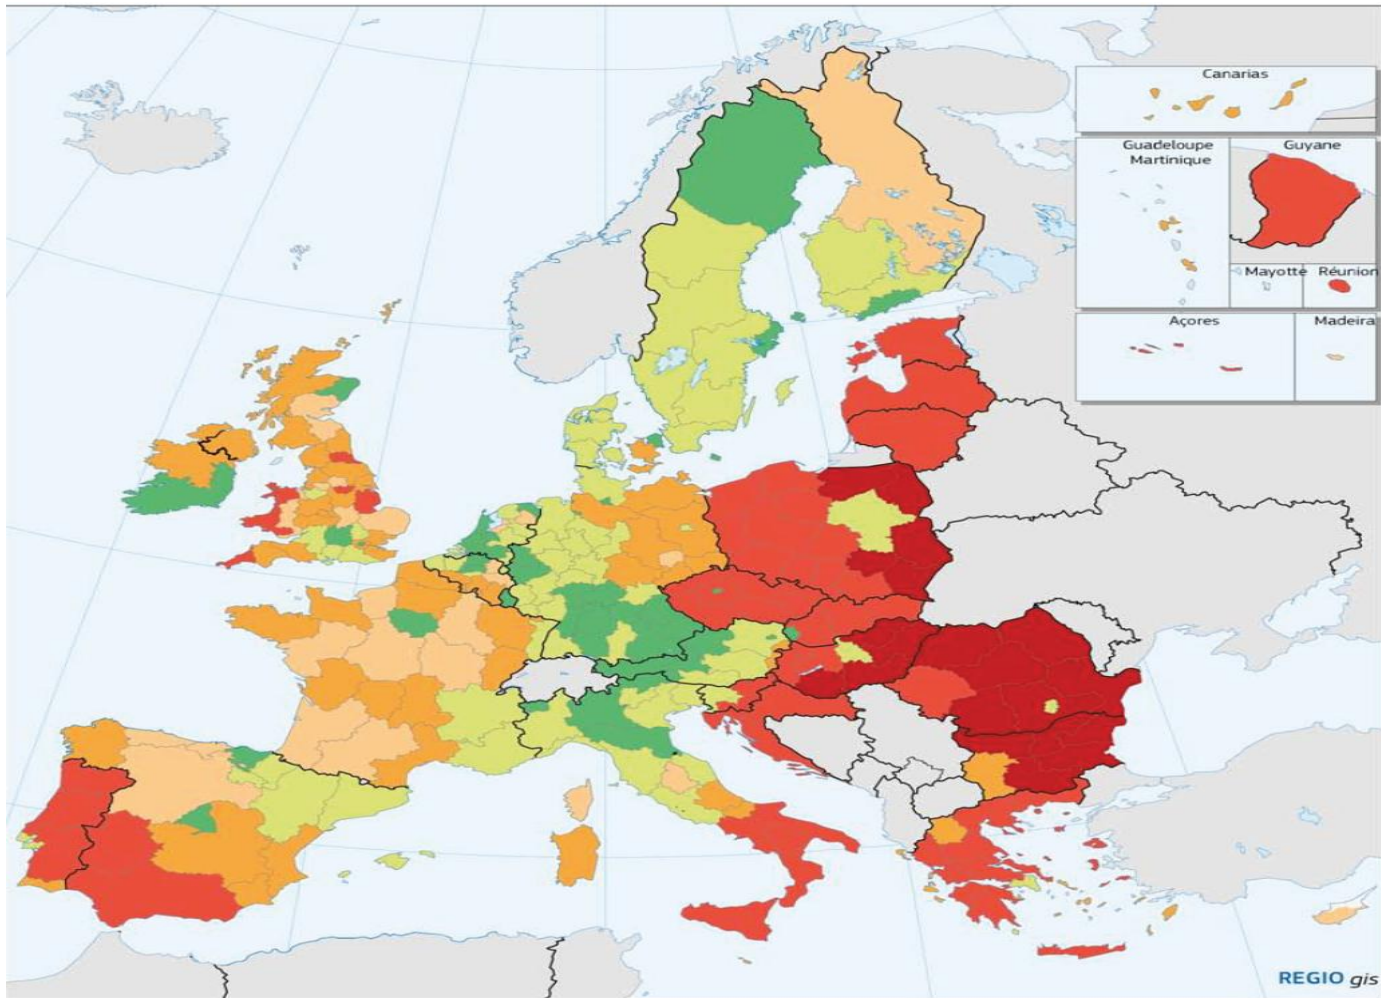 Canarias
Guadeloupe
Martinique
Guyane
Mayotte
Réunion
Açores
Madeira
REGIO gis